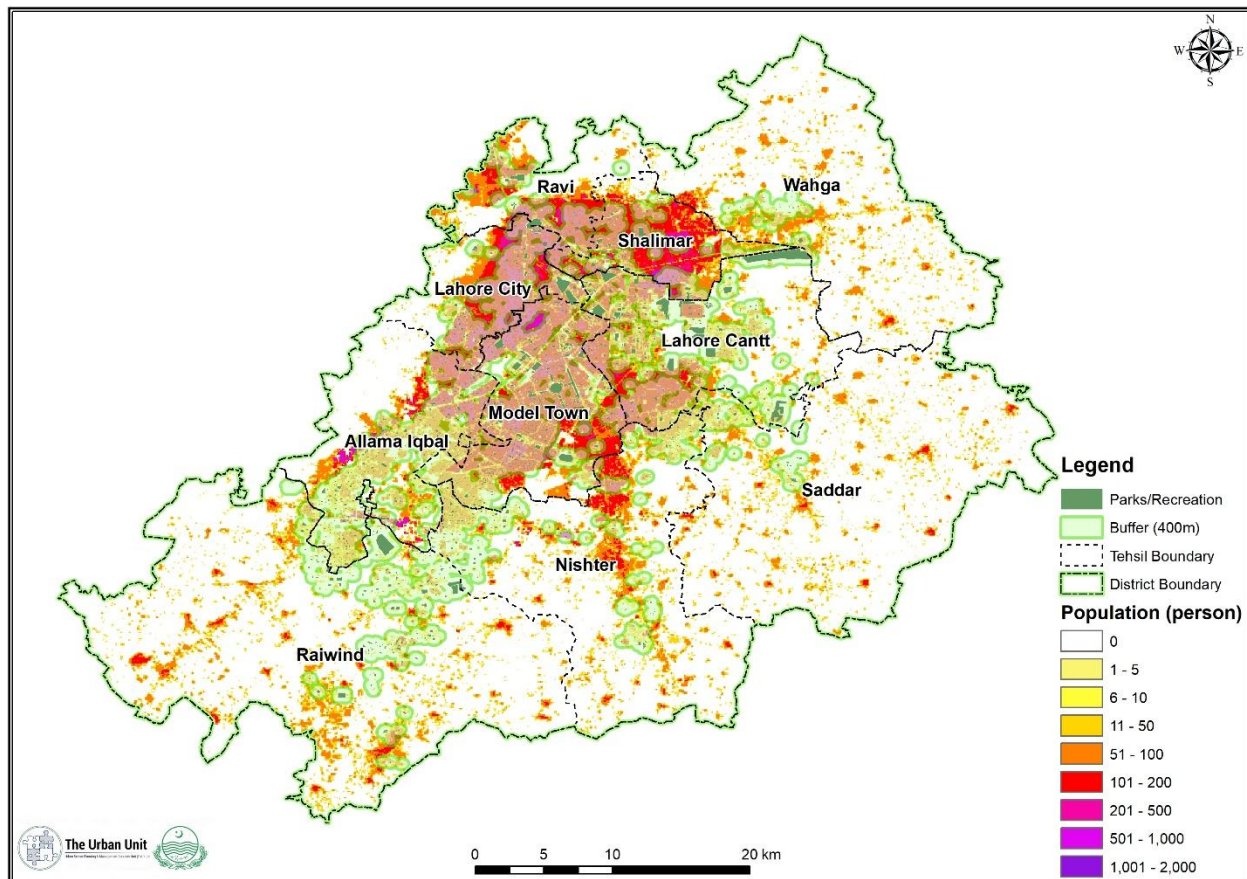 N
W E
S
Wahga
Ravi
Shalimar
Lahore City
Lahore Cantt
Model Town
Allama Iqbal
Saddar
Nishter
Raiwind
Legend
Parks/Recreation
Buffer (400m)
Tehsil Boundary
District Boundary
Population (person)
0
1 - 5
6 - 10
11 - 50
51 - 100
101 - 200
201 - 500
501 - 1,000
1,001 - 2,000
The Urban Unit
0 5 10 20 km